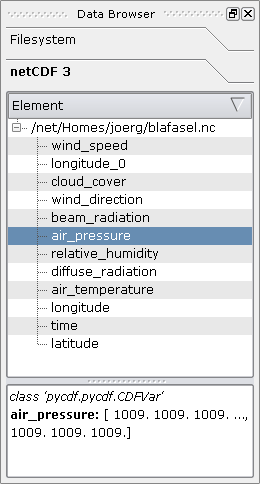 Data Browser
Filesystem
netCDF 3
Element
/net/Homes/joerg/blafasel.nc
wind_speed
longitude_0
cloud_cover
wind_direction
beam_radiation
air_pressure
relative_humidity
diffuse_radiation
air_temperature
longitude
time
latitude
class 'pycdf.pycdf.CDFVar'
air_pressure: [ 1009. 1009. 1009. ...,
1009. 1009. 1009.]